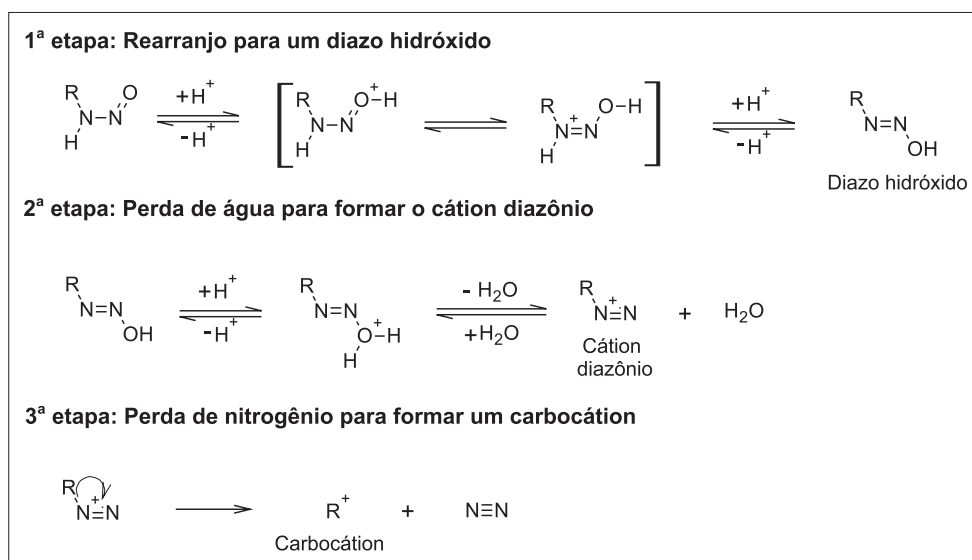 1ª etapa: Rearranjo para um diazo hidróxido
R O +H+ R O+–H R O–H +H+ R
H N–N -H+ H N–N H N+=N -H+ N=N OH
Diazo hidróxido
2ª etapa: Perda de água para formar o cátion diazônio
R N=N OH +H+ -H+ R N=N O+–H H - H2O +H2O R N+≡N + H2O
Cátion
diazônio
3ª etapa: Perda de nitrogênio para formar um carbocátion
R N+≡N R+ + N≡N
Carbocátion